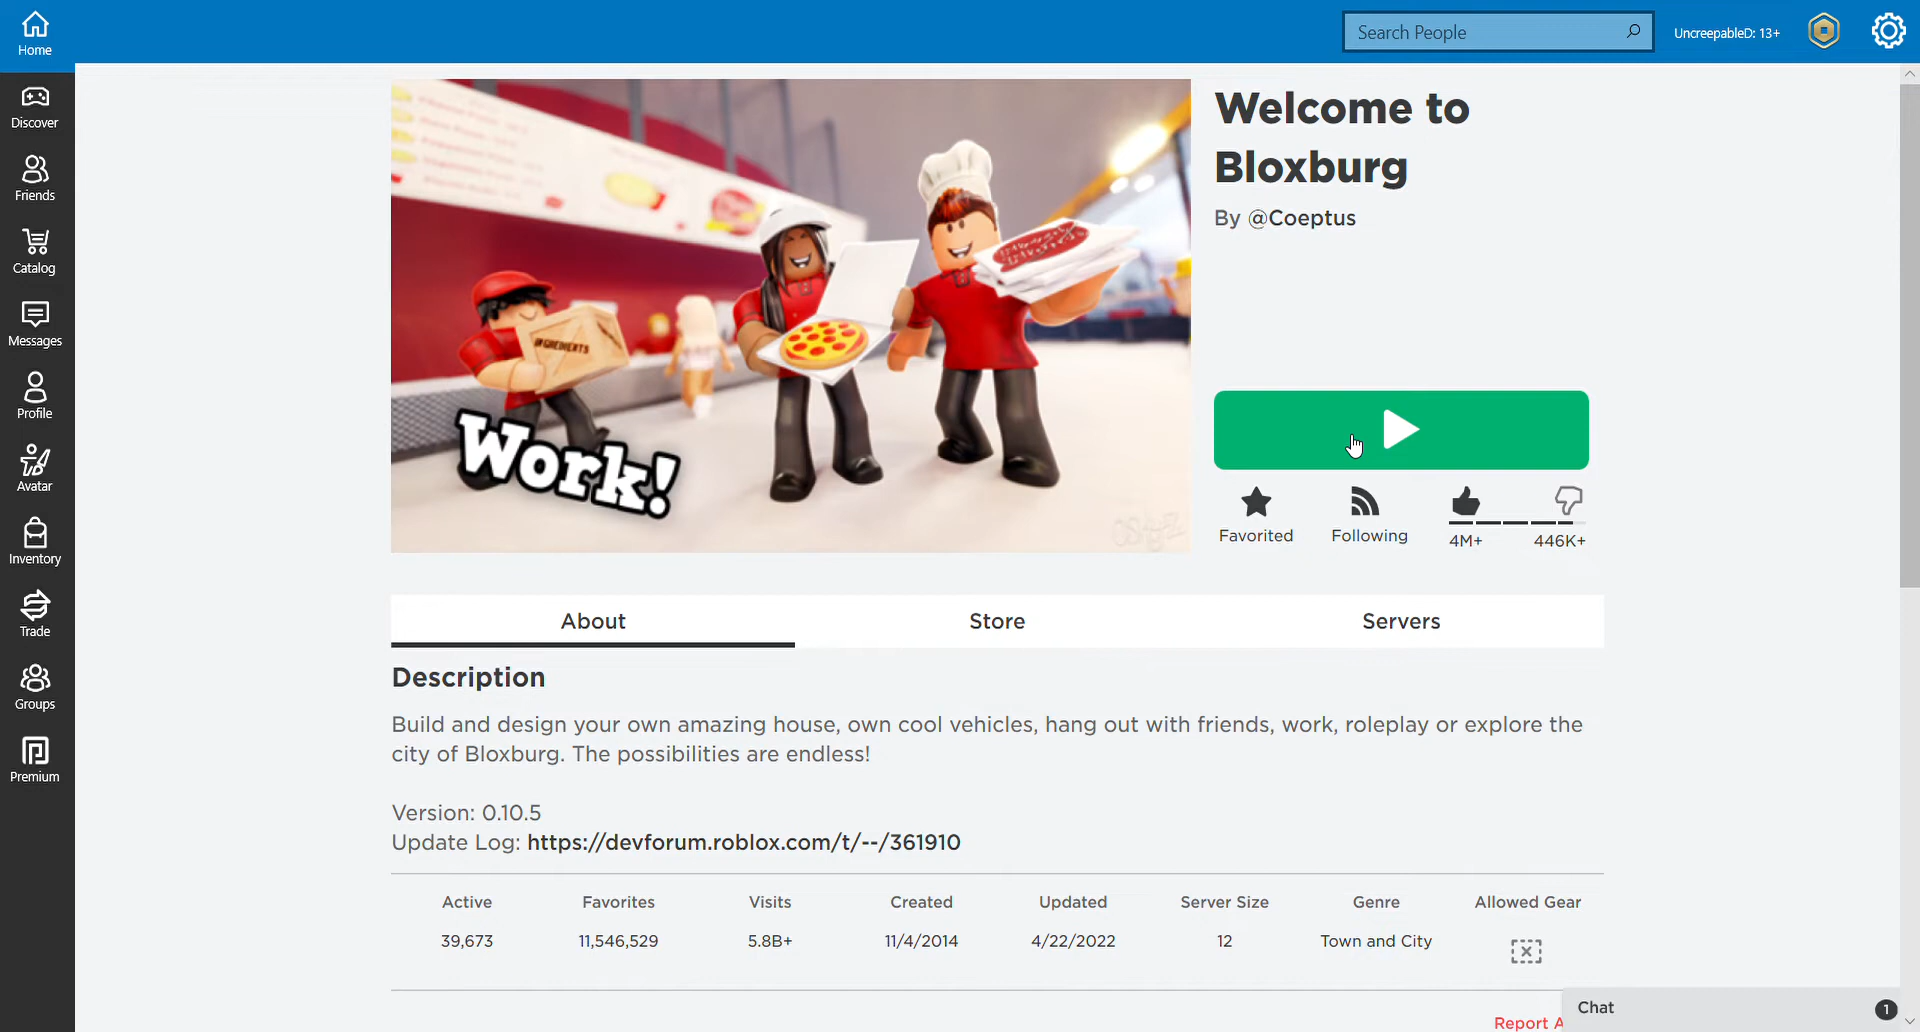 Home
Search People
UncreepableD: 13+
Discover
Friends
Catalog
Messages
Profile
Avatar
Inventory
Trade
Groups
Premium
INGREDIENTS
Work!
Welcome to
Bloxburg
By @Coeptus
Favorited
Following
4M+
446K+
About
Store
Servers
Description
Build and design your own amazing house, own cool vehicles, hang out with friends, work, roleplay or explore the
city of Bloxburg. The possibilities are endless!
Version: 0.10.5
Update Log: https://devforum.roblox.com/t/--/361910
Active Favorites Visits Created Updated Server Size Genre Allowed Gear
39,673 11,546,529 5.8B+ 11/4/2014 4/22/2022 12 Town and City
Report A
Chat 1